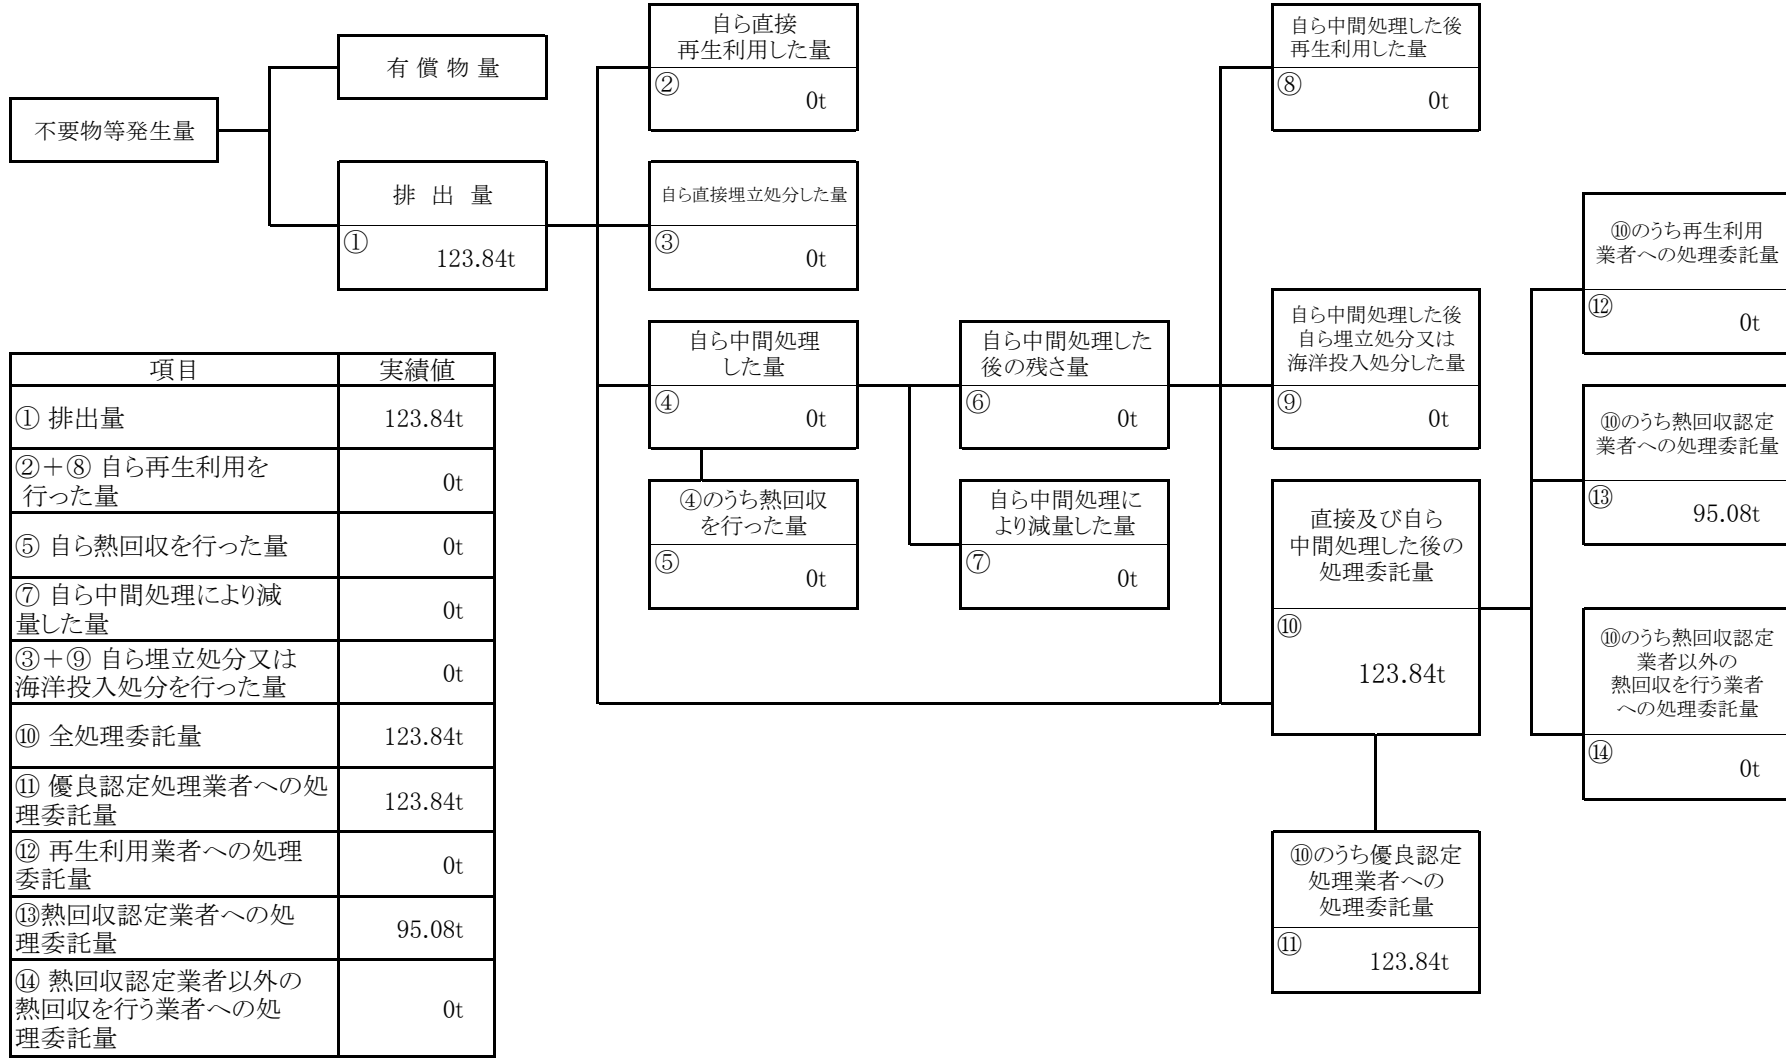 不要物等発生量
有 償 物 量
排 出 量
①
123.84t
自ら直接
再生利用した量
②
0t
自ら直接埋立処分した量
③
0t
自ら中間処理
した量
④
0t
④のうち熱回収
を行った量
⑤
0t
自ら中間処理した
後の残さ量
⑥
0t
自ら中間処理に
より減量した量
⑦
0t
自ら中間処理した後
再生利用した量
⑧
0t
自ら中間処理した後
自ら埋立処分又は
海洋投入処分した量
⑨
0t
直接及び自ら
中間処理した後の
処理委託量
⑩
123.84t
⑩のうち優良認定
処理業者への
処理委託量
⑪
123.84t
⑩のうち再生利用
業者への処理委託量
⑫
0t
⑩のうち熱回収認定
業者への処理委託量
⑬
95.08t
⑩のうち熱回収認定
業者以外の
熱回収を行う業者
への処理委託量
⑭
0t
項目 実績値
① 排出量 123.84t
②＋⑧ 自ら再生利用を
行った量 0t
⑤ 自ら熱回収を行った量 0t
⑦ 自ら中間処理により減
量した量 0t
③＋⑨ 自ら埋立処分又は
海洋投入処分を行った量 0t
⑩ 全処理委託量 123.84t
⑪ 優良認定処理業者への処
理委託量 123.84t
⑫ 再生利用業者への処理
委託量 0t
⑬熱回収認定業者への処
理委託量 95.08t
⑭ 熱回収認定業者以外の
熱回収を行う業者への処
理委託量 0t